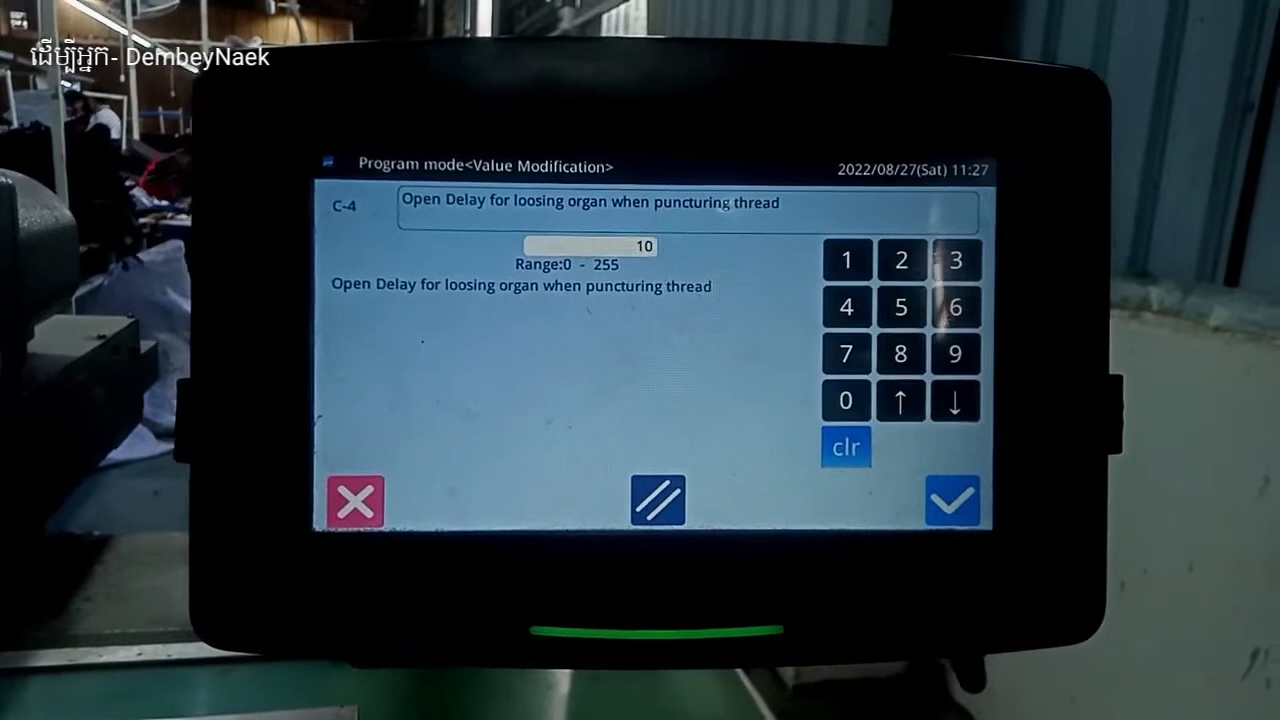 ដើម្បីអ្នក- DembeyNaek
Program mode<Value Modification>
2022/08/27(Sat) 11:27
C-4
Open Delay for loosing organ when puncturing thread
10
Range:0 - 255
Open Delay for loosing organ when puncturing thread
1 2 3
4 5 6
7 8 9
0 ↑ ↓
clr